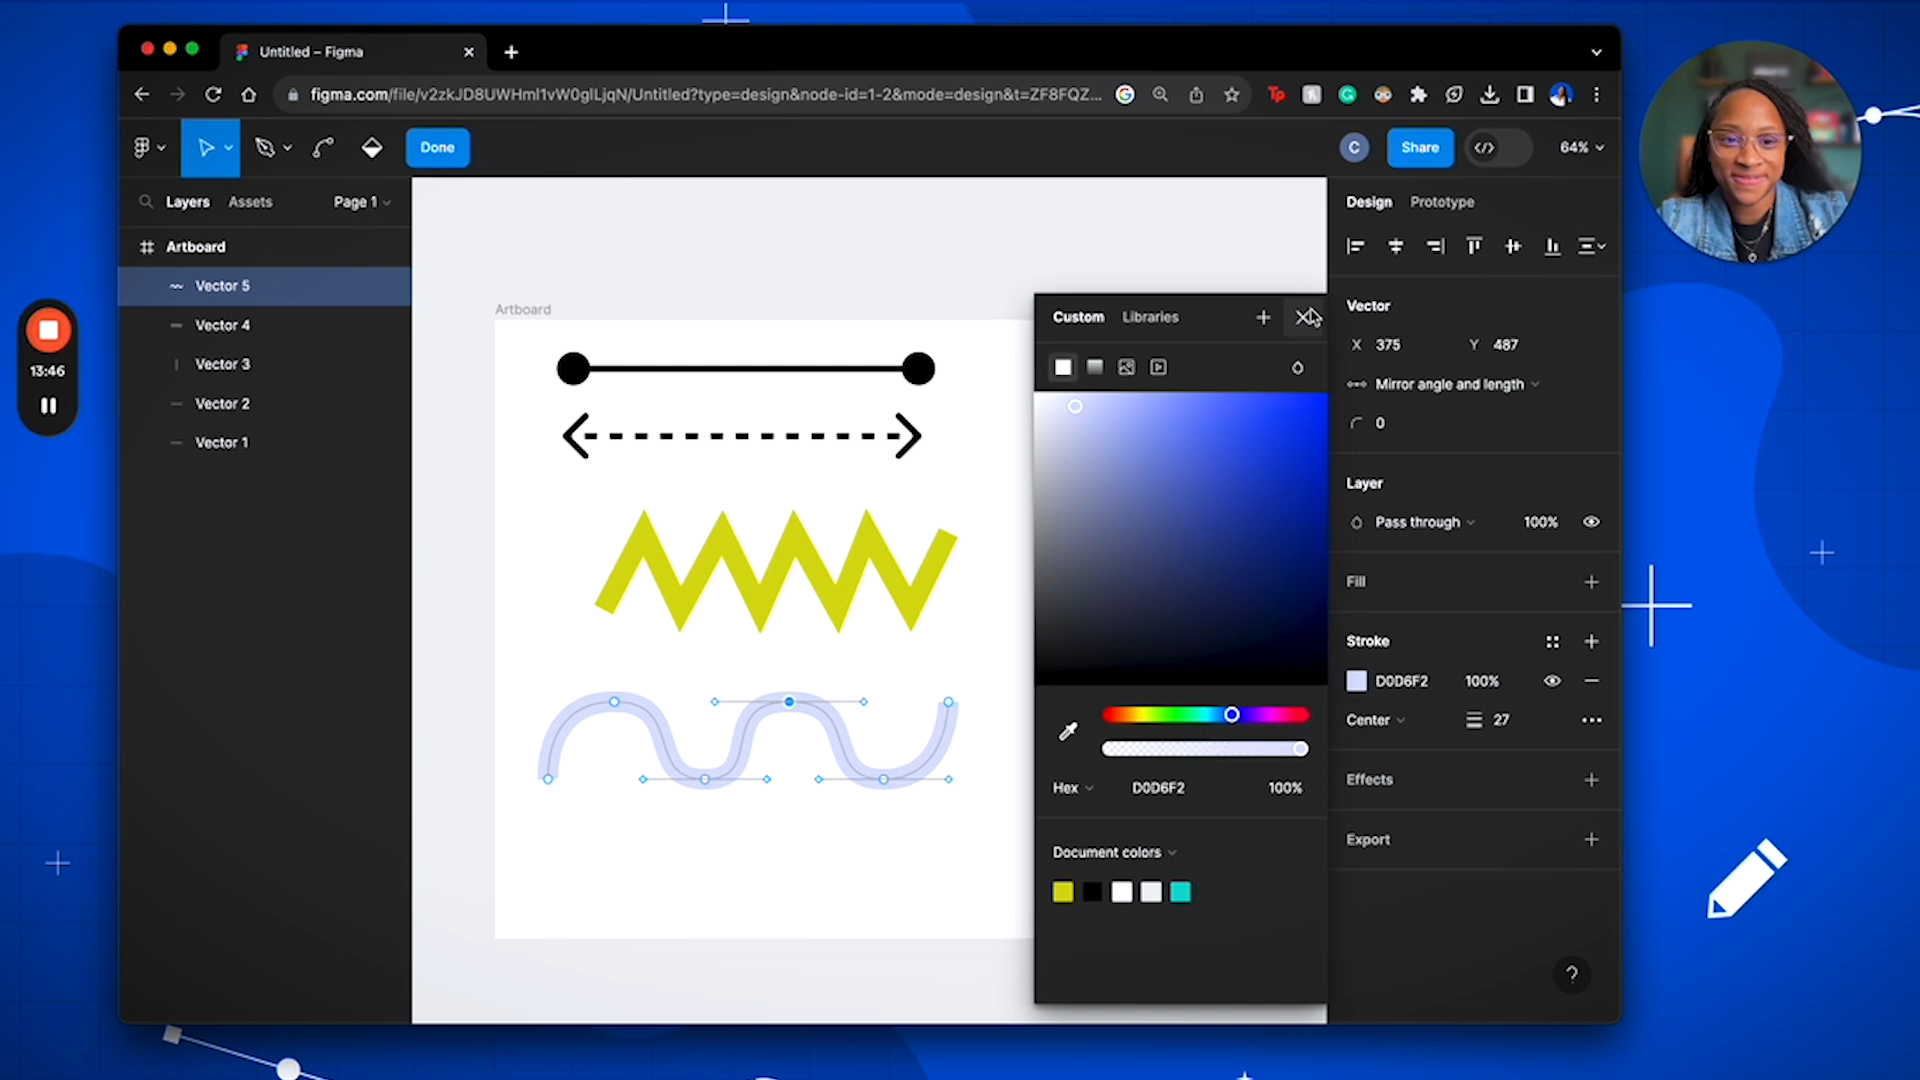 Untitled – Figma
figma.com/file/v2zkJD8UWHml1vW0glLjqN/Untitled?type=design&node-id=1-2&mode=design&t=ZF8FQZ...
Done
C
Share
64%
Layers
Assets
Page 1
Design
Prototype
Artboard
Vector 5
Vector 4
Vector 3
Vector 2
Vector 1
13:46
Artboard
Custom
Libraries
Hex
D0D6F2
100%
Document colors
Vector
X 375
Y 487
Mirror angle and length
0
Layer
Pass through
100%
Fill
Stroke
D0D6F2
100%
Center
27
Effects
Export
?